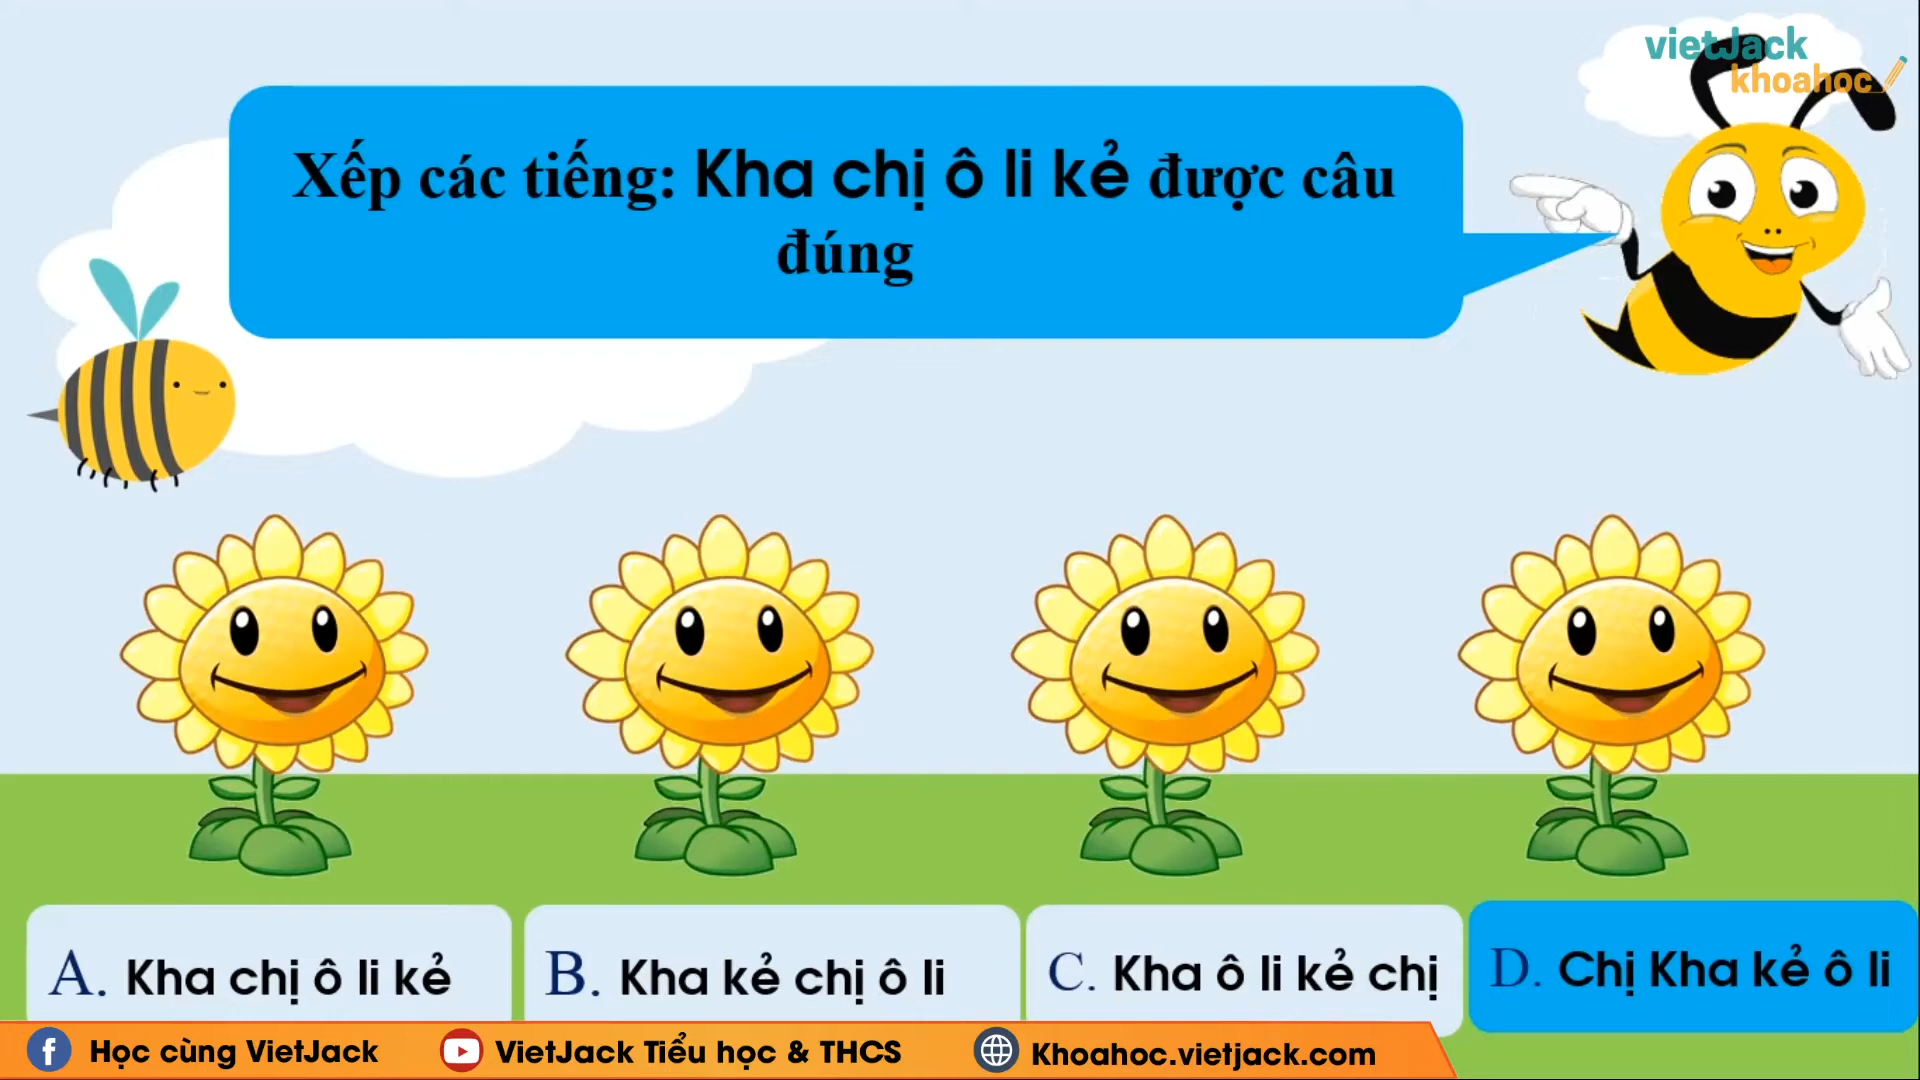 vietJack
khoahoc
Xếp các tiếng: Kha chị ô li kẻ được câu
đúng
A. Kha chị ô li kẻ
B. Kha kẻ chị ô li
C. Kha ô li kẻ chị
D. Chị Kha kẻ ô li
Học cùng VietJack
VietJack Tiểu học & THCS
Khoahoc.vietjack.com